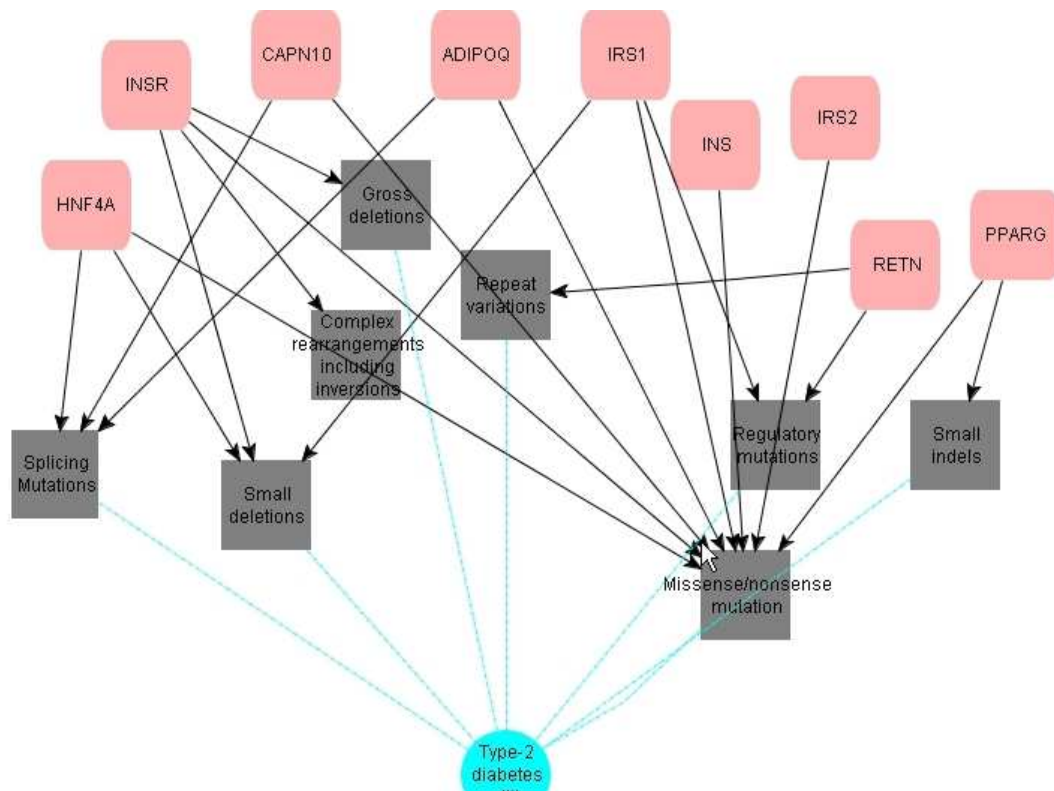 CAPN10
ADIPOQ
IRS1
INSR
IRS2
INS
Gross
deletions
HNF4A
PPARG
RETN
Repeat
variations
Complex
rearrangements
including
inversions
Regulatory
mutations
Small
indels
Splicing
Mutations
Small
deletions
Missense/nonsense
mutation
Type-2
diabetes